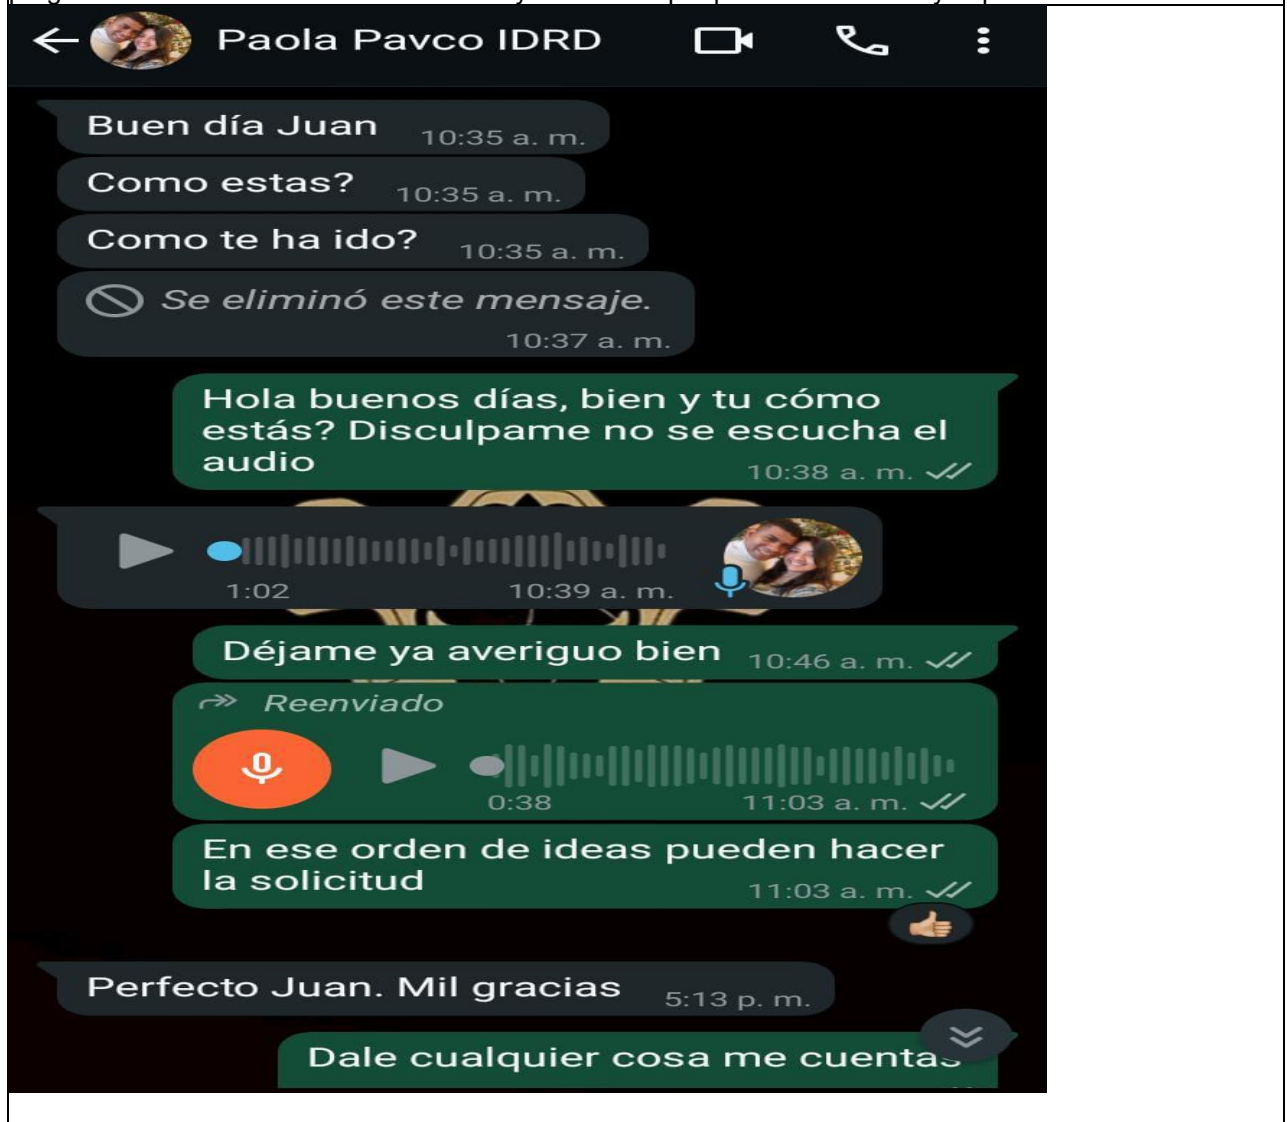 Paola Pavco IDRD
Buen día Juan 10:35 a. m.
Como estas? 10:35 a. m.
Como te ha ido? 10:35 a. m.
Se eliminó este mensaje.
10:37 a. m.
Hola buenos días, bien y tu cómo
estás? Disculpame no se escucha el
audio 10:38 a. m.
1:02 10:39 a. m.
Déjame ya averiguo bien 10:46 a. m.
Reenviado
0:38 11:03 a. m.
En ese orden de ideas pueden hacer
la solicitud 11:03 a. m.
Perfecto Juan. Mil gracias 5:13 p. m.
Dale cualquier cosa me cuentas